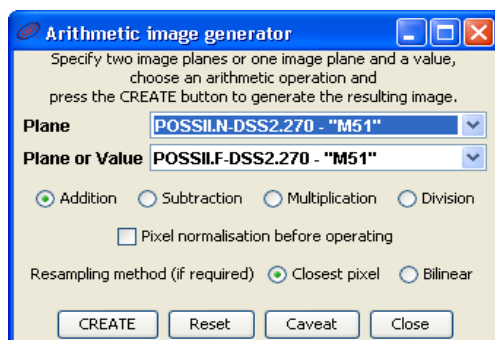 Arithmetic image generator
Specify two image planes or one image plane and a value,
choose an arithmetic operation and
press the CREATE button to generate the resulting image.
Plane POSSII.N-DSS2.270 - "M51"
Plane or Value POSSII.F-DSS2.270 - "M51"
Addition Subtraction Multiplication Division
Pixel normalisation before operating
Resampling method (if required) Closest pixel Bilinear
CREATE Reset Caveat Close